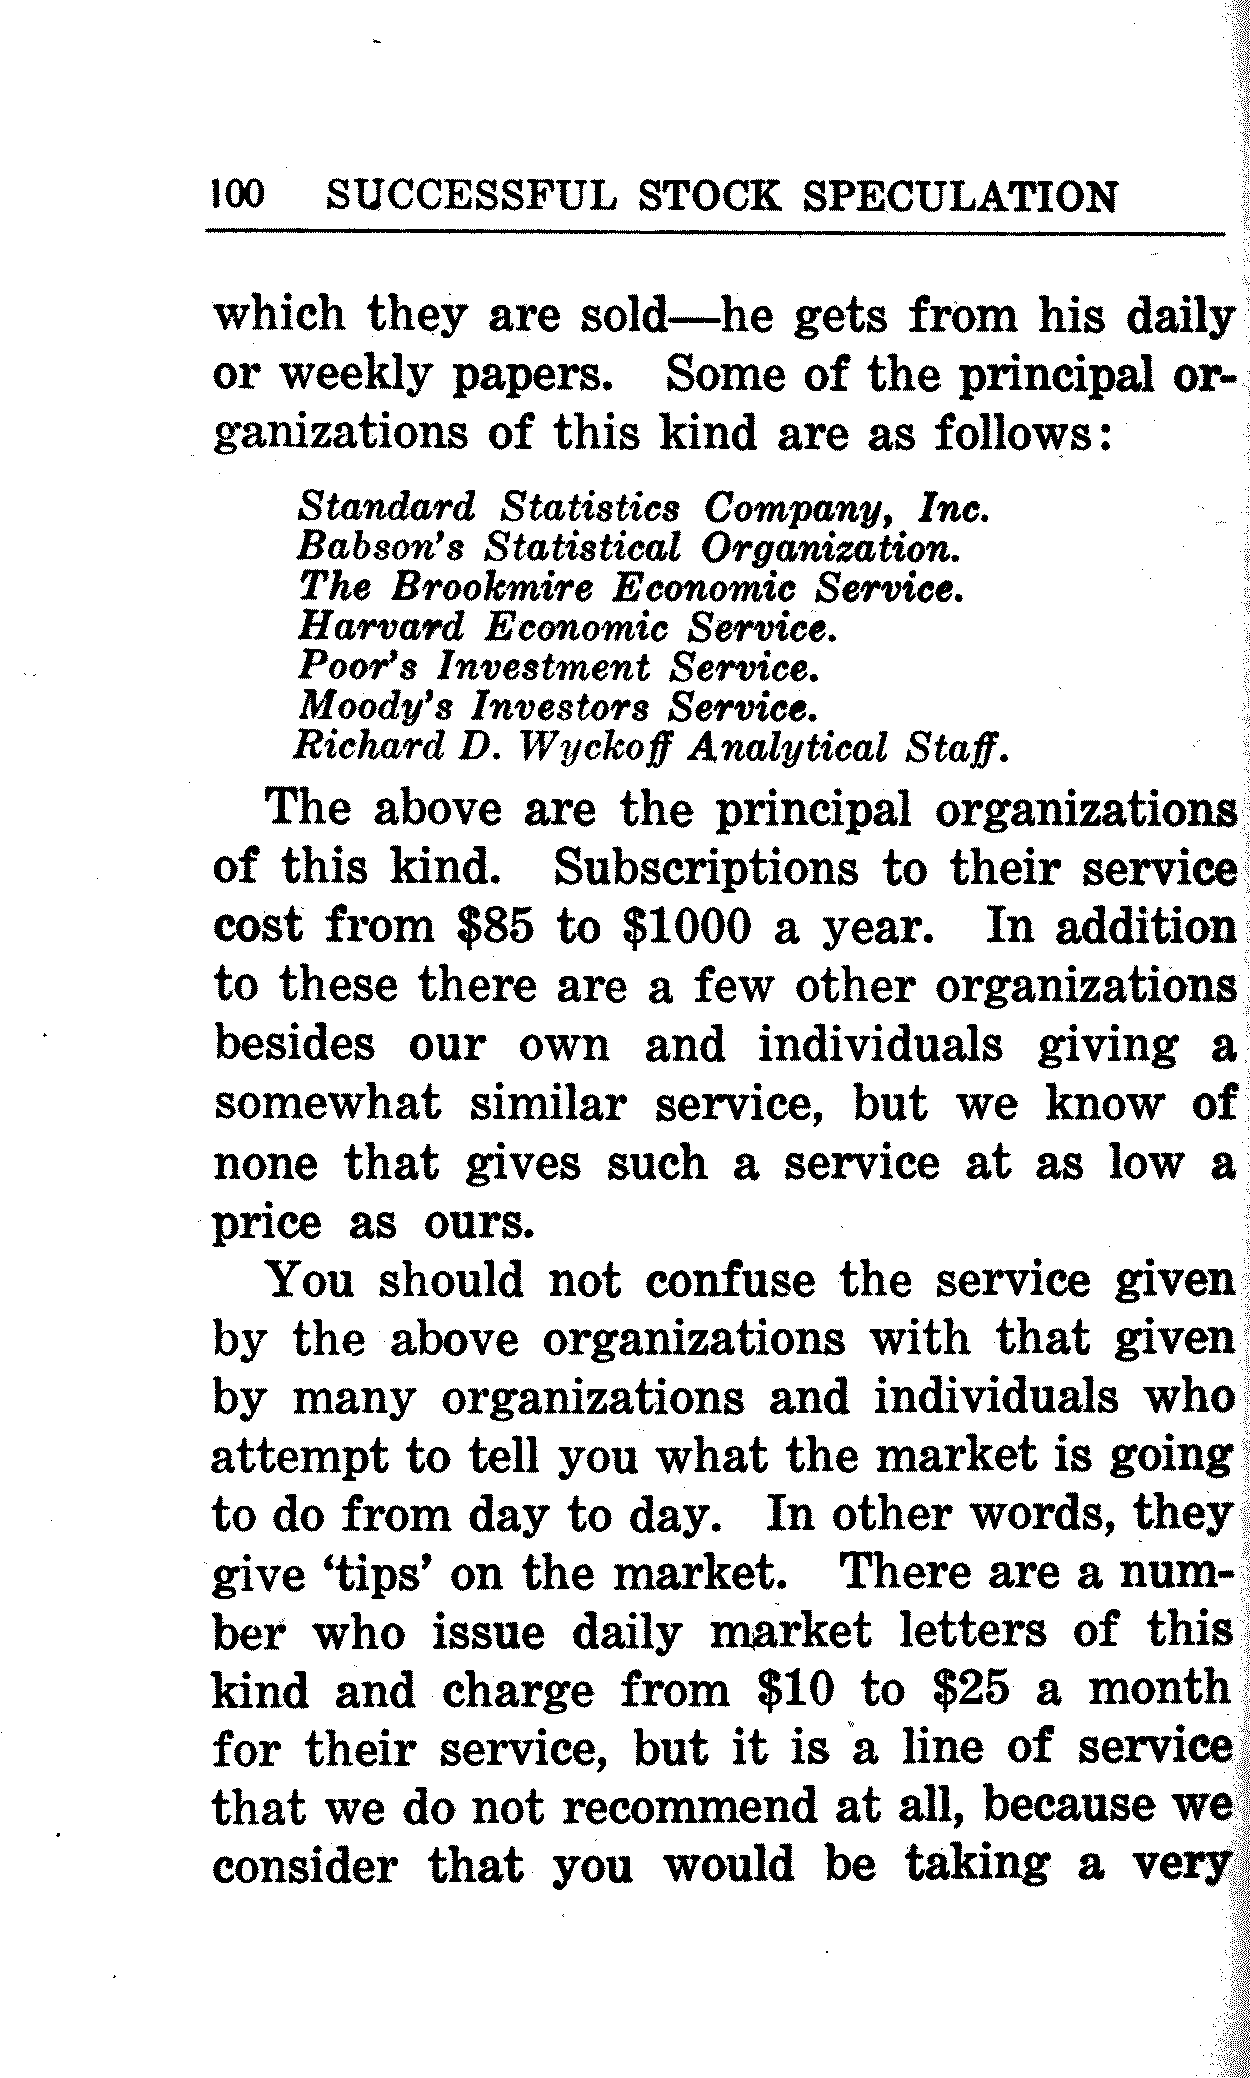 100 SUCCESSFUL STOCK SPECULATION
which they are sold—he gets from his daily
or weekly papers. Some of the principal or-
ganizations of this kind are as follows:
Standard Statistics Company, Inc.
Babson's Statistical Organization.
The Brookmire Economic Service.
Harvard Economic Service.
Poor's Investment Service.
Moody's Investors Service.
Richard D. Wyckoff Analytical Staff.
The above are the principal organizations
of this kind. Subscriptions to their service
cost from $85 to $1000 a year. In addition
to these there are a few other organizations
besides our own and individuals giving a
somewhat similar service, but we know of
none that gives such a service at as low a
price as ours.
You should not confuse the service given
by the above organizations with that given
by many organizations and individuals who
attempt to tell you what the market is going
to do from day to day. In other words, they
give 'tips' on the market. There are a num-
ber who issue daily market letters of this
kind and charge from $10 to $25 a month
for their service, but it is a line of service
that we do not recommend at all, because we
consider that you would be taking a very